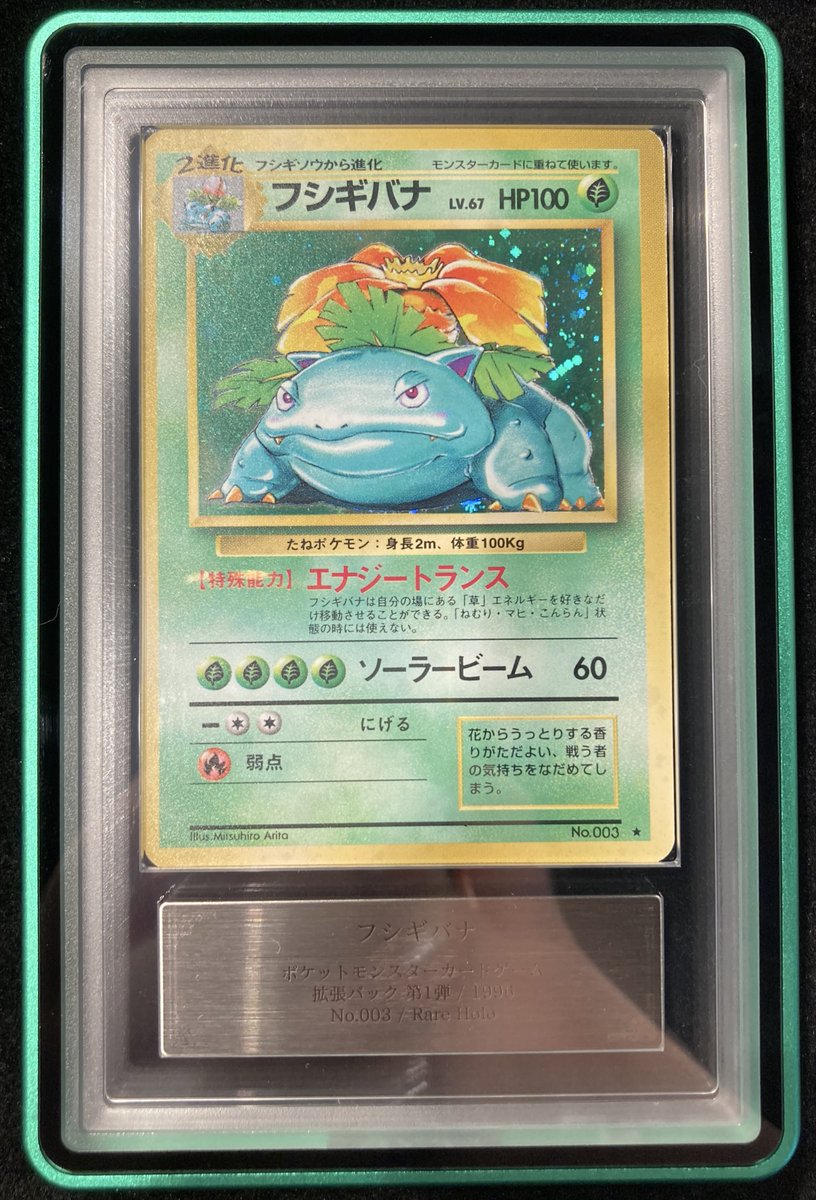 2進化 フシギソウから進化 モンスターカードに重ねて使います。
フシギバナ LV.67 HP100
たねポケモン：身長2m、体重100Kg
【特殊能力】エナジートランス
フシギバナは自分の場にある「草」エネルギーを好きなだ
け移動させることができる。「ねむり・マヒ・こんらん」状
態の時には使えない。
ソーラービーム 60
にげる
弱点
花からうっとりする香
りがただよい、戦う者
の気持ちをなだめてし
まう。
Illus.Mitsuhiro Arita No.003 ★
フシギバナ
ポケットモンスターカードゲーム
拡張パック 第1弾 / 1996
No.003 / Rare Holo